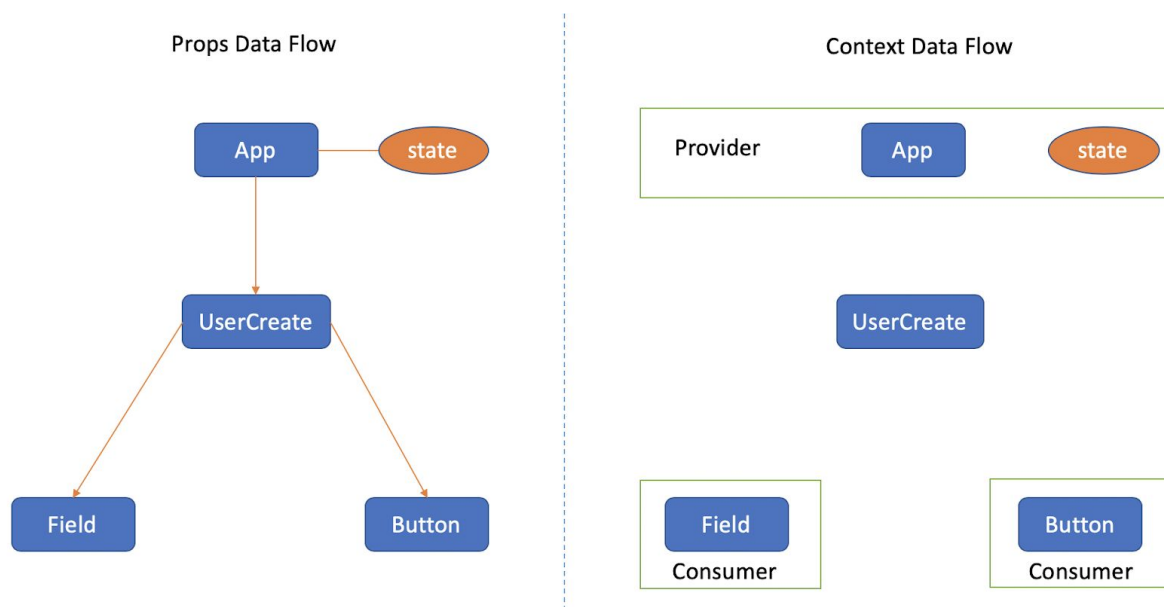 Props Data Flow
App
state
UserCreate
Field
Button
Context Data Flow
Provider
App
state
UserCreate
Field
Consumer
Button
Consumer